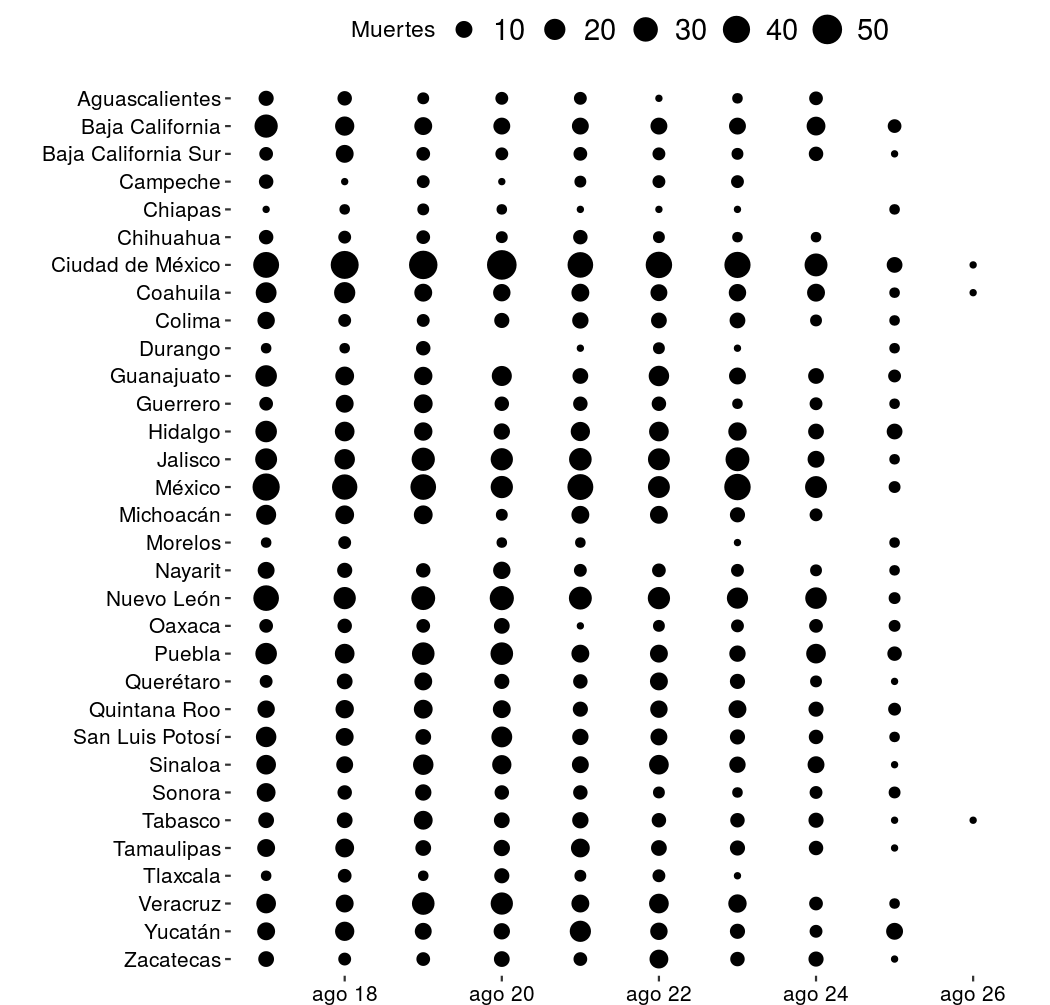 Muertes 10 20 30 40 50
Aguascalientes
Baja California
Baja California Sur
Campeche
Chiapas
Chihuahua
Ciudad de México
Coahuila
Colima
Durango
Guanajuato
Guerrero
Hidalgo
Jalisco
México
Michoacán
Morelos
Nayarit
Nuevo León
Oaxaca
Puebla
Querétaro
Quintana Roo
San Luis Potosí
Sinaloa
Sonora
Tabasco
Tamaulipas
Tlaxcala
Veracruz
Yucatán
Zacatecas
ago 18 ago 20 ago 22 ago 24 ago 26